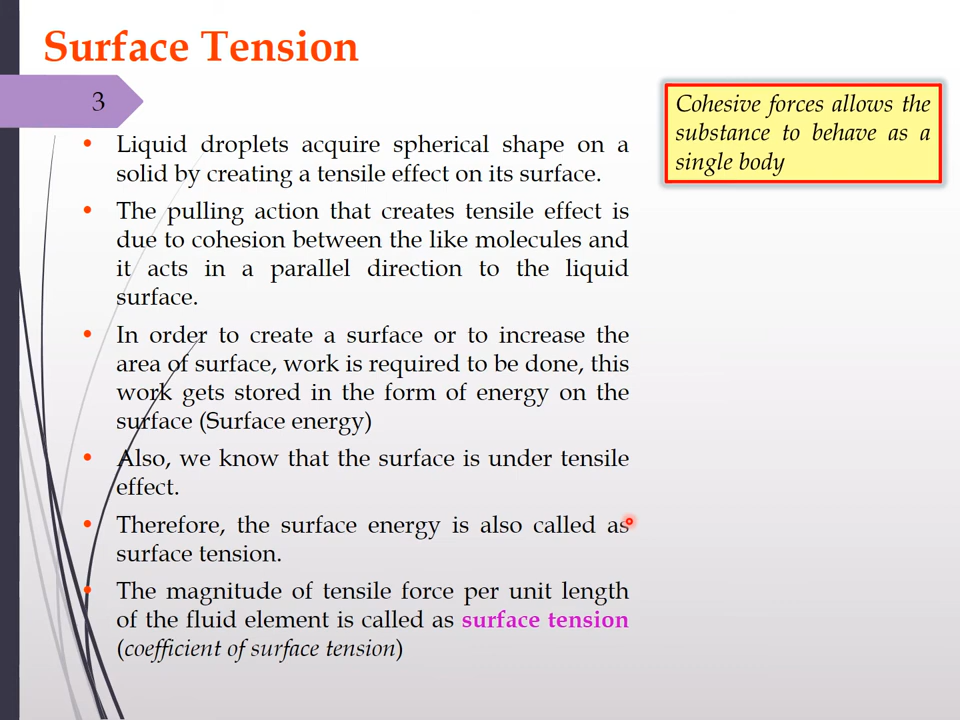 Surface Tension
3
Cohesive forces allows the
substance to behave as a
single body
• Liquid droplets acquire spherical shape on a
solid by creating a tensile effect on its surface.
• The pulling action that creates tensile effect is
due to cohesion between the like molecules and
it acts in a parallel direction to the liquid
surface.
• In order to create a surface or to increase the
area of surface, work is required to be done, this
work gets stored in the form of energy on the
surface (Surface energy)
• Also, we know that the surface is under tensile
effect.
• Therefore, the surface energy is also called as
surface tension.
• The magnitude of tensile force per unit length
of the fluid element is called as surface tension
(coefficient of surface tension)